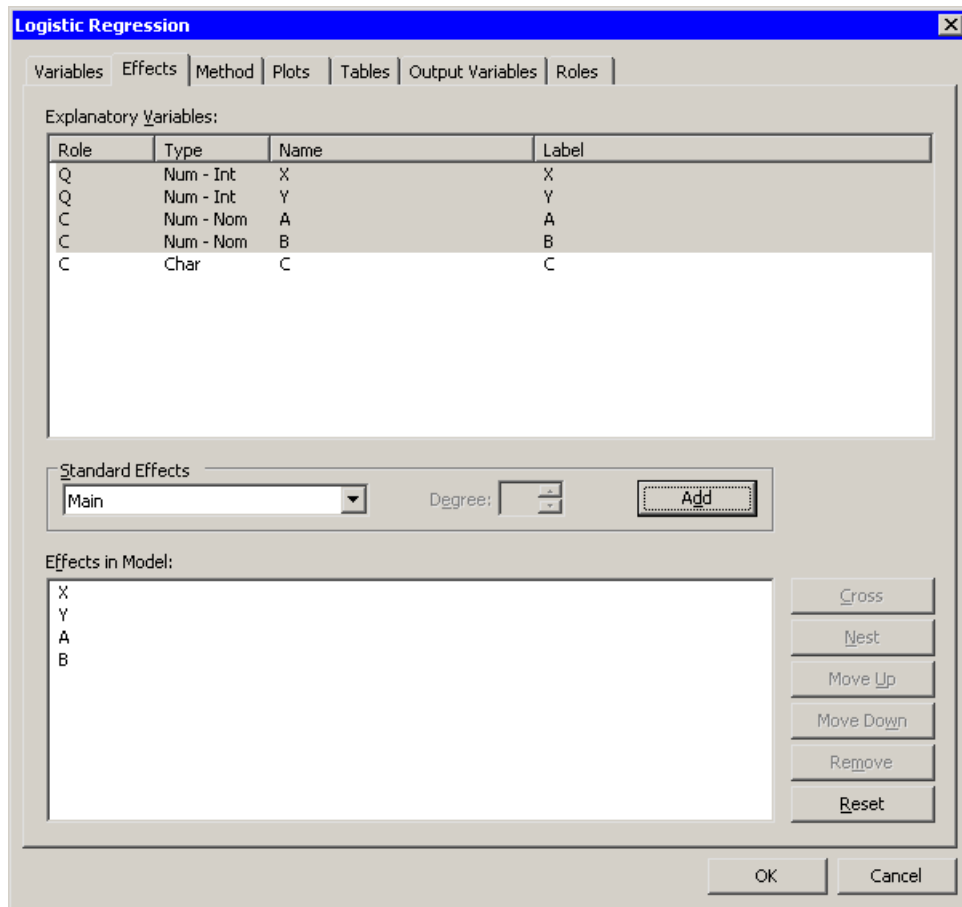 Logistic Regression
Variables Effects Method Plots Tables Output Variables Roles
Explanatory Variables:
Role Type Name Label
Q Num - Int X X
Q Num - Int Y Y
C Num - Nom A A
C Num - Nom B B
C Char C C
Standard Effects
Main Degree: Add
Effects in Model:
X
Y
A
B
Cross
Nest
Move Up
Move Down
Remove
Reset
OK Cancel